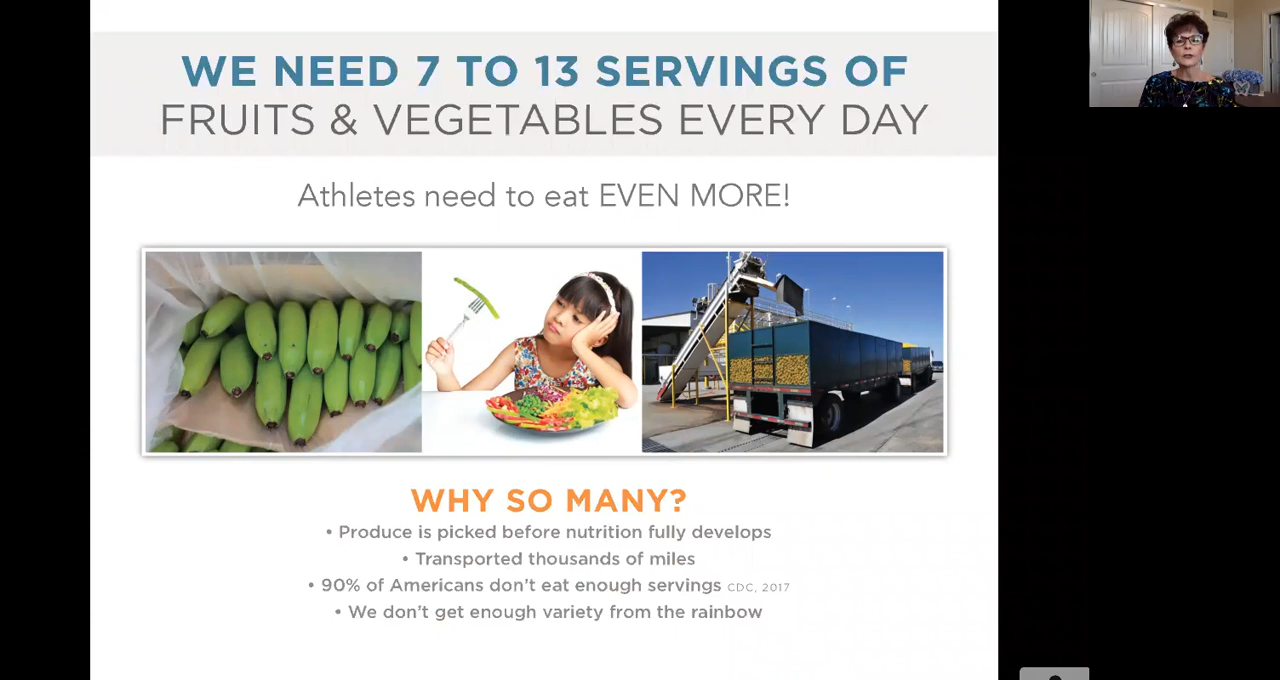 WE NEED 7 TO 13 SERVINGS OF
FRUITS & VEGETABLES EVERY DAY
Athletes need to eat EVEN MORE!
WHY SO MANY?
• Produce is picked before nutrition fully develops
• Transported thousands of miles
• 90% of Americans don't eat enough servings CDC, 2017
• We don't get enough variety from the rainbow